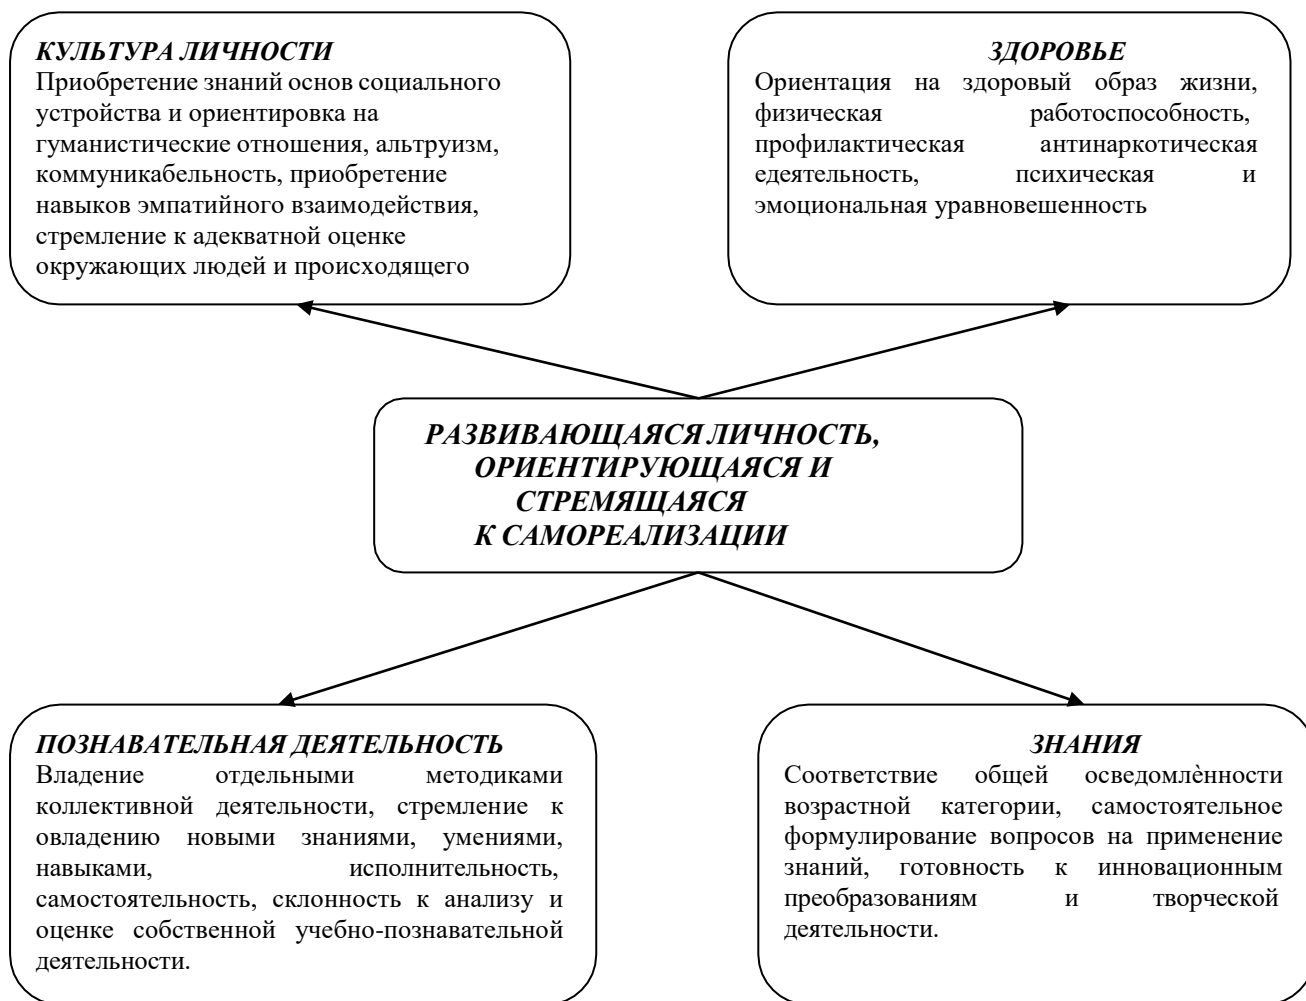 КУЛЬТУРА ЛИЧНОСТИ
Приобретение знаний основ социального
устройства и ориентировка на
гуманистические отношения, альтруизм,
коммуникабельность, приобретение
навыков эмпатийного взаимодействия,
стремление к адекватной оценке
окружающих людей и происходящего
ЗДОРОВЬЕ
Ориентация на здоровый образ жизни,
физическая работоспособность,
профилактическая антинаркотическая
едеятельность, психическая и
эмоциональная уравновешенность
РАЗВИВАЮЩАЯСЯ ЛИЧНОСТЬ,
ОРИЕНТИРУЮЩАЯСЯ И
СТРЕМЯЩАЯСЯ
К САМОРЕАЛИЗАЦИИ
ПОЗНАВАТЕЛЬНАЯ ДЕЯТЕЛЬНОСТЬ
Владение отдельными методиками
коллективной деятельности, стремление к
овладению новыми знаниями, умениями,
навыками, исполнительность,
самостоятельность, склонность к анализу и
оценке собственной учебно-познавательной
деятельности.
ЗНАНИЯ
Соответствие общей осведомлѐнности
возрастной категории, самостоятельное
формулирование вопросов на применение
знаний, готовность к инновационным
преобразованиям и творческой
деятельности.